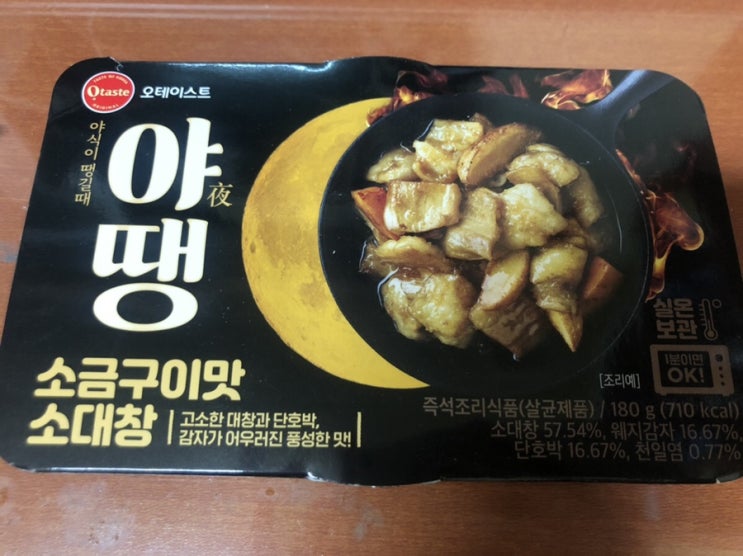 TASTE OF KOREA
Otaste
ORIGINAL
오테이스트
야식이 땡길때
야夜
땡
소금구이맛
소대창
고소한 대창과 단호박,
감자가 어우러진 풍성한 맛!
실온
보관
1분이면
OK!
[조리예]
즉석조리식품(살균제품) / 180 g (710 kcal)
소대창 57.54%, 웨지감자 16.67%,
단호박 16.67%, 천일염 0.77%